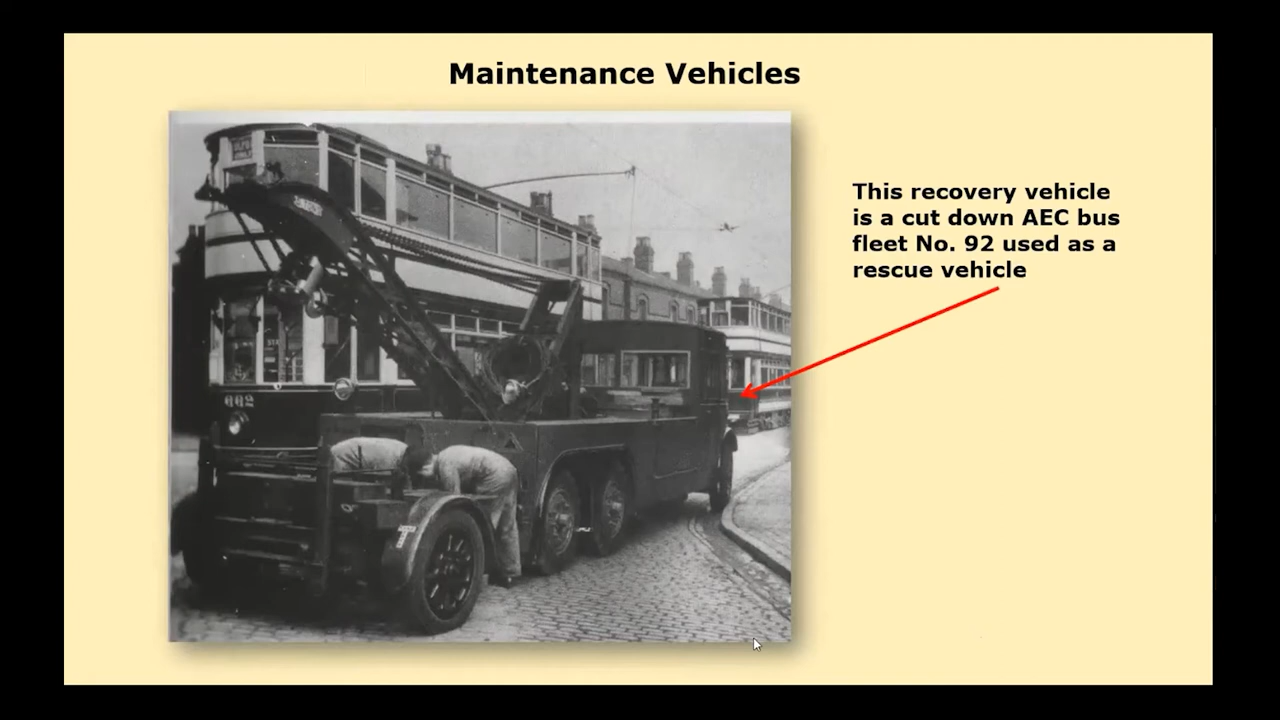 Maintenance Vehicles
This recovery vehicle
is a cut down AEC bus
fleet No. 92 used as a
rescue vehicle
662